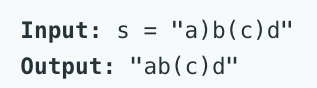 Input: s = "a)b(c)d"
Output: "ab(c)d"